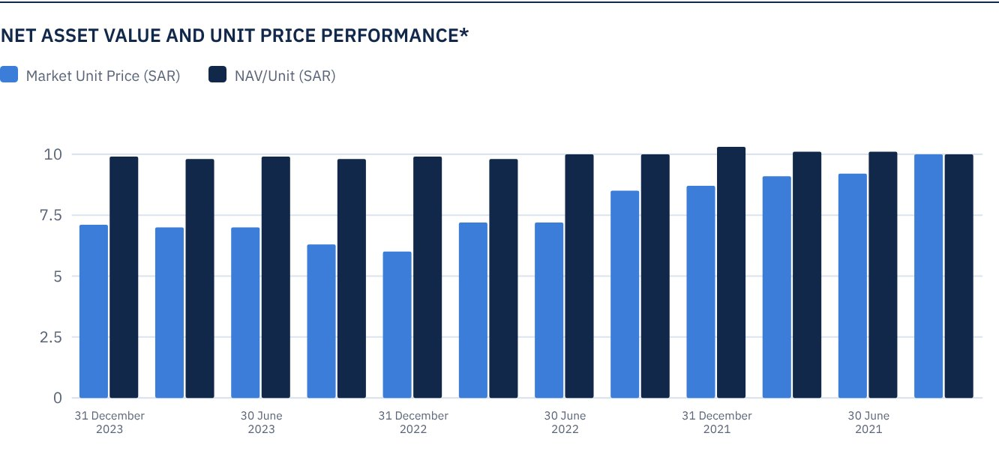 NET ASSET VALUE AND UNIT PRICE PERFORMANCE*
Market Unit Price (SAR) NAV/Unit (SAR)
10
7.5
5
2.5
0
31 December 30 June 31 December 30 June 31 December 30 June
2023 2023 2022 2022 2021 2021